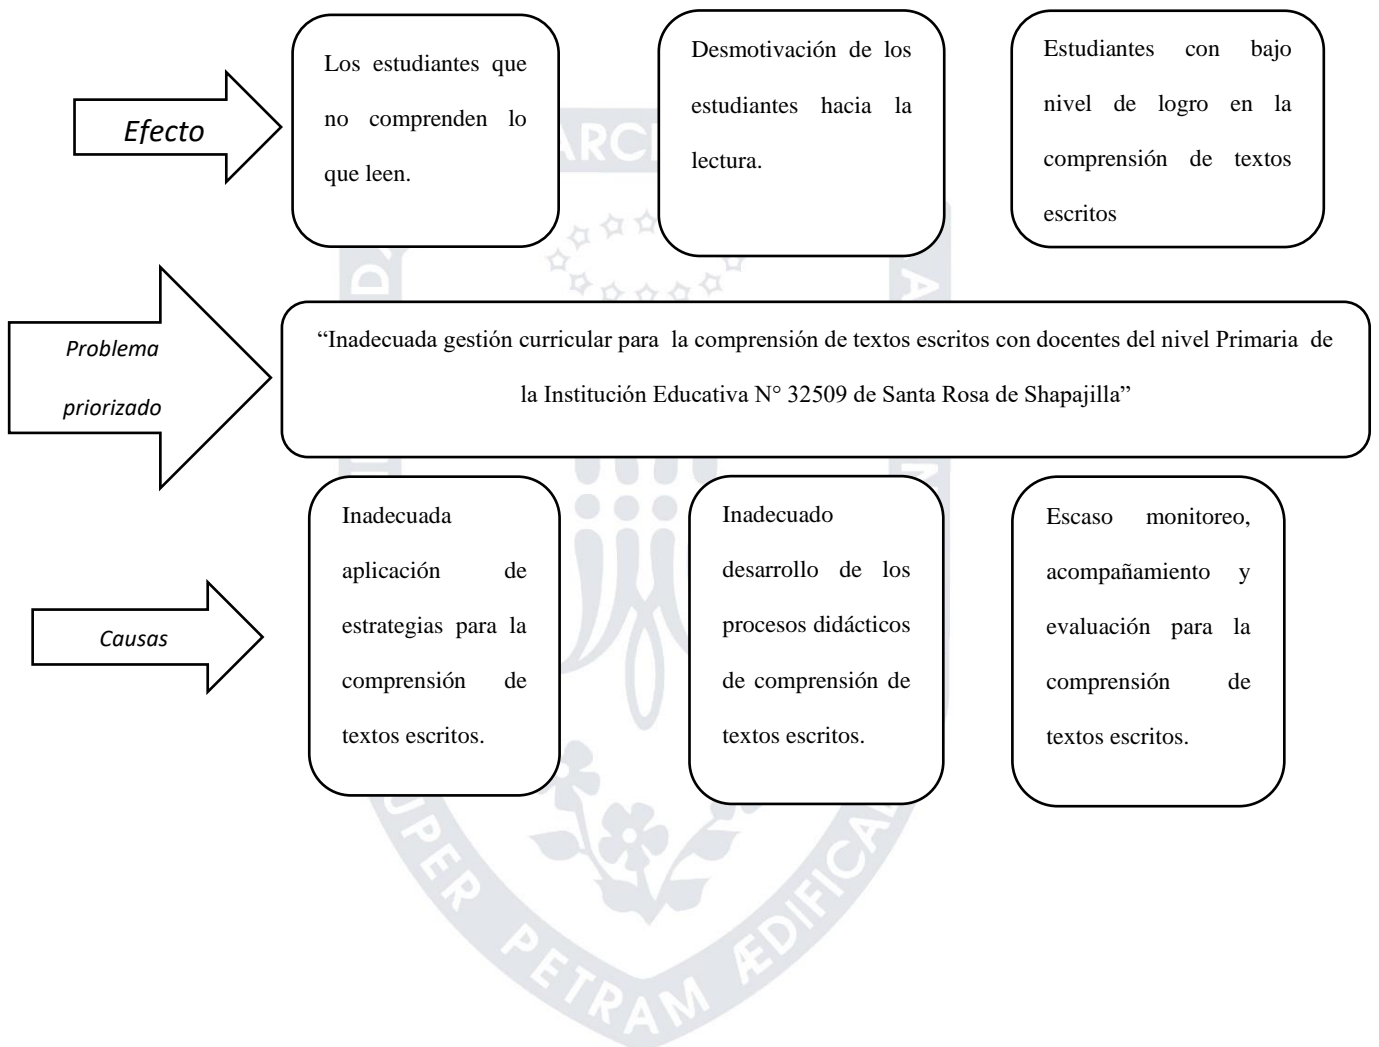 Efecto
Los estudiantes que
no comprenden lo
que leen.
Desmotivación de los
estudiantes hacia la
lectura.
Estudiantes con bajo
nivel de logro en la
comprensión de textos
escritos
Problema
priorizado
“Inadecuada gestión curricular para la comprensión de textos escritos con docentes del nivel Primaria de
la Institución Educativa N° 32509 de Santa Rosa de Shapajilla”
Causas
Inadecuada
aplicación de
estrategias para la
comprensión de
textos escritos.
Inadecuado
desarrollo de los
procesos didácticos
de comprensión de
textos escritos.
Escaso monitoreo,
acompañamiento y
evaluación para la
comprensión de
textos escritos.
PETRAM